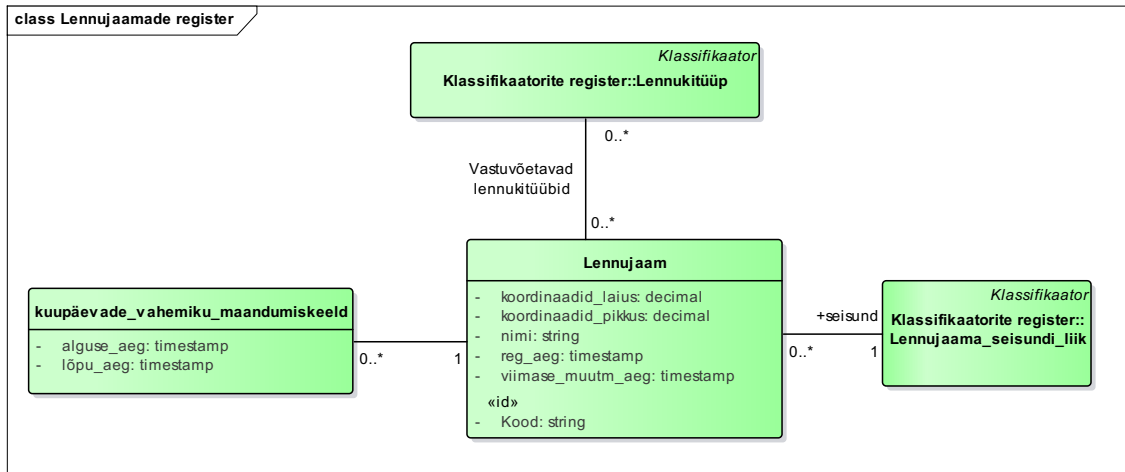 class Lennujaamade register
Klassifikaator
Klassifikaatorite register::Lennukitüüp
0..*
Vastuvõetavad
lennukitüübid
0..*
Lennujaam
- koordinaadid_laius: decimal
- koordinaadid_pikkus: decimal
- nimi: string
- reg_aeg: timestamp
- viimase_muutm_aeg: timestamp
«id»
- Kood: string
kuupäevade_vahemiku_maandumiskeeld
- alguse_aeg: timestamp
- lõpu_aeg: timestamp
0..*
1
+seisund
0..*
1
Klassifikaator
Klassifikaatorite register::
Lennujaama_seisundi_liik